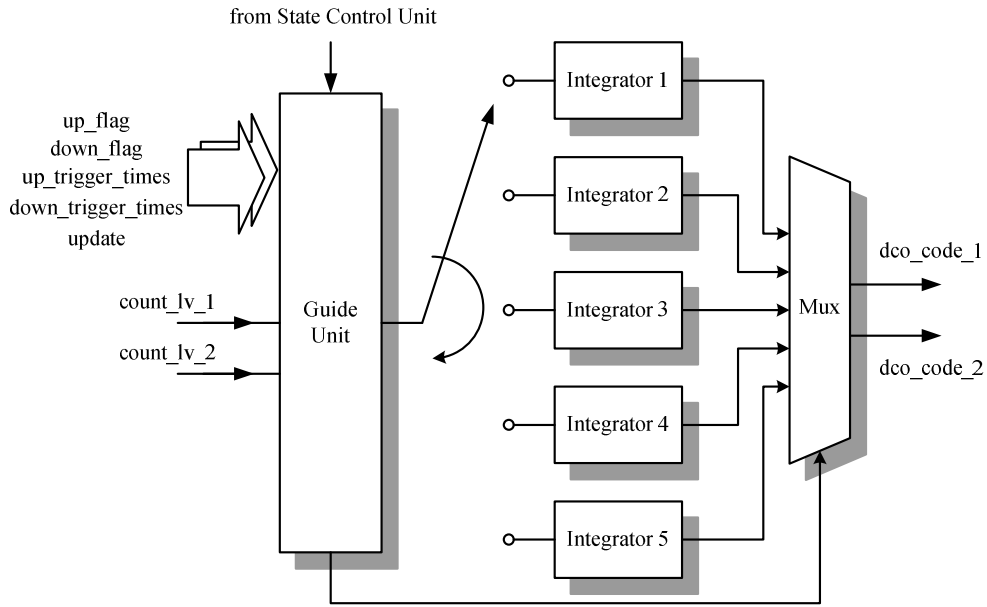 from State Control Unit
up_flag
down_flag
up_trigger_times
down_trigger_times
update
count_lv_1
count_lv_2
Guide
Unit
Integrator 1
Integrator 2
Integrator 3
Integrator 4
Integrator 5
Mux
dco_code_1
dco_code_2